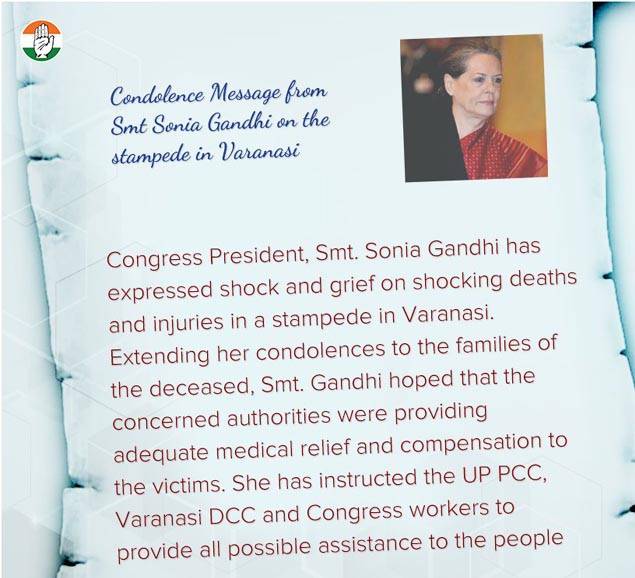 Condolence Message from
Smt Sonia Gandhi on the
stampede in Varanasi
Congress President, Smt. Sonia Gandhi has
expressed shock and grief on shocking deaths
and injuries in a stampede in Varanasi.
Extending her condolences to the families of
the deceased, Smt. Gandhi hoped that the
concerned authorities were providing
adequate medical relief and compensation to
the victims. She has instructed the UP PCC,
Varanasi DCC and Congress workers to
provide all possible assistance to the people